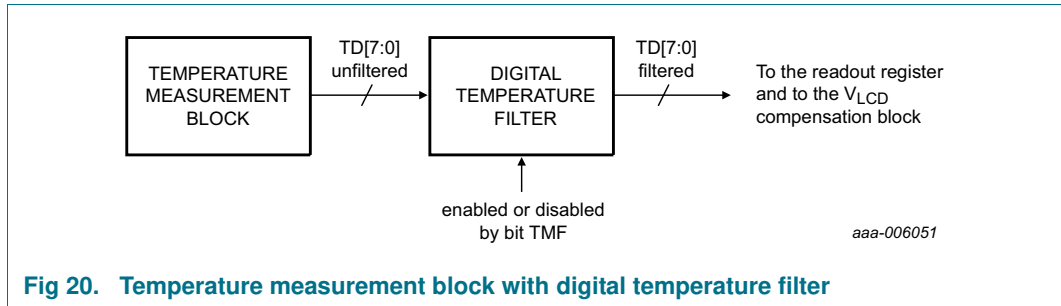 TEMPERATURE
MEASUREMENT
BLOCK
TD[7:0]
unfiltered
DIGITAL
TEMPERATURE
FILTER
TD[7:0]
filtered
To the readout register
and to the VLCD
compensation block
enabled or disabled
by bit TMF
aaa-006051
Fig 20. Temperature measurement block with digital temperature filter